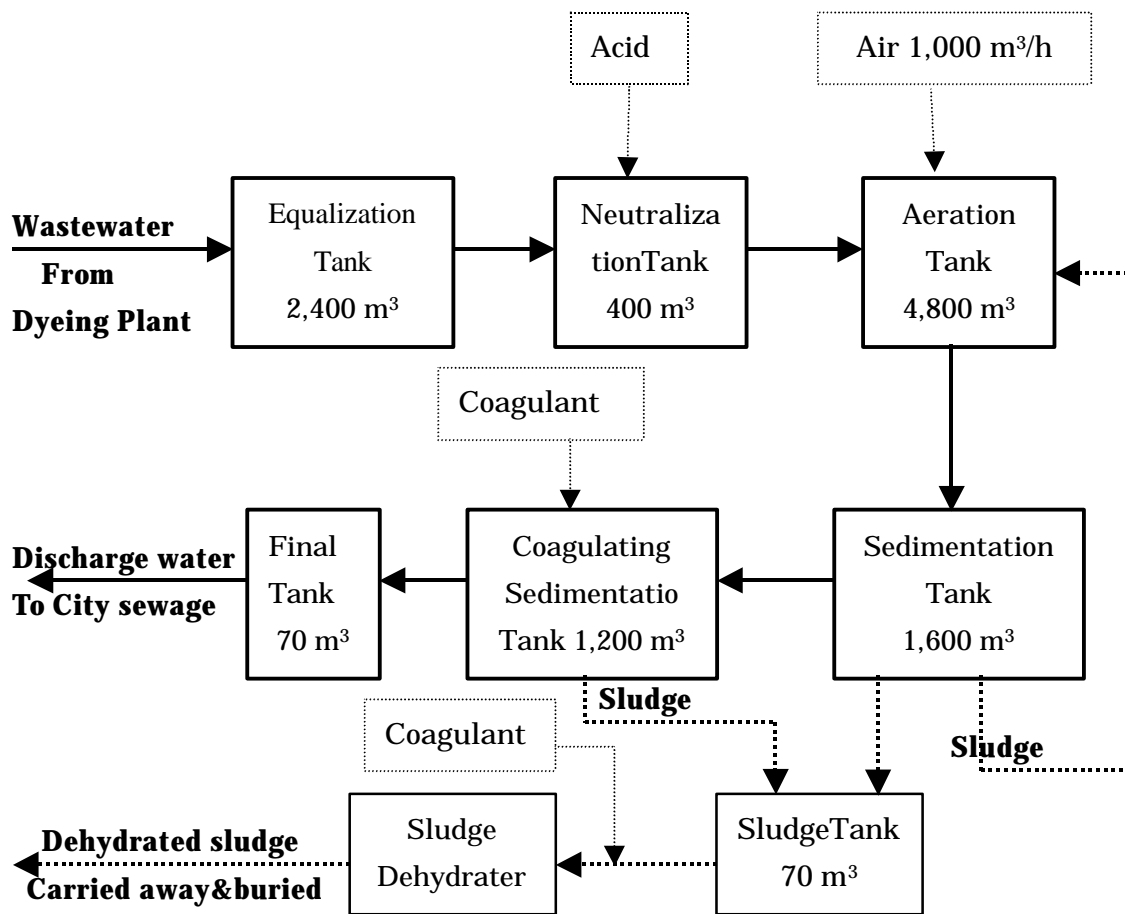 Acid
Air 1,000 m³/h
Wastewater
From
Dyeing Plant
Equalization
Tank
2,400 m³
Neutraliza
tionTank
400 m³
Aeration
Tank
4,800 m³
Coagulant
Discharge water
To City sewage
Final
Tank
70 m³
Coagulating
Sedimentatio
Tank 1,200 m³
Sedimentation
Tank
1,600 m³
Sludge
Coagulant
Sludge
Dehydrated sludge
Carried away&buried
Sludge
Dehydrater
SludgeTank
70 m³